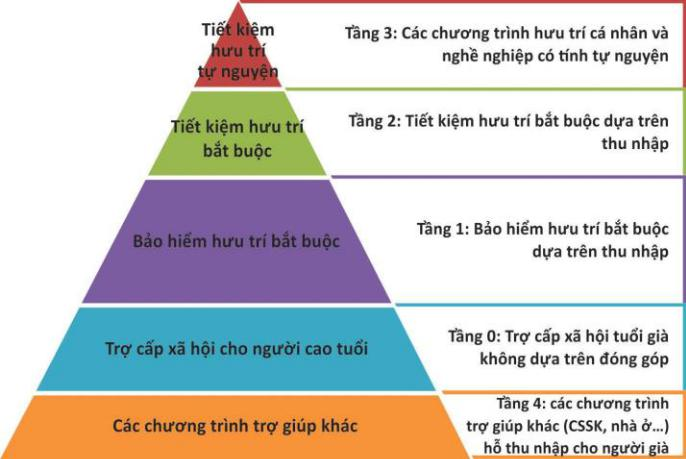 Tiết kiệm
hưu trí
tự nguyện
Tầng 3: Các chương trình hưu trí cá nhân và
nghề nghiệp có tính tự nguyện
Tiết kiệm hưu trí
bắt buộc
Tầng 2: Tiết kiệm hưu trí bắt buộc dựa trên
thu nhập
Bảo hiểm hưu trí bắt buộc
Tầng 1: Bảo hiểm hưu trí bắt buộc
dựa trên thu nhập
Trợ cấp xã hội cho người cao tuổi
Tầng 0: Trợ cấp xã hội tuổi già
không dựa trên đóng góp
Các chương trình trợ giúp khác
Tầng 4: các chương trình
trợ giúp khác (CSSK, nhà ở...)
hỗ thu nhập cho người già